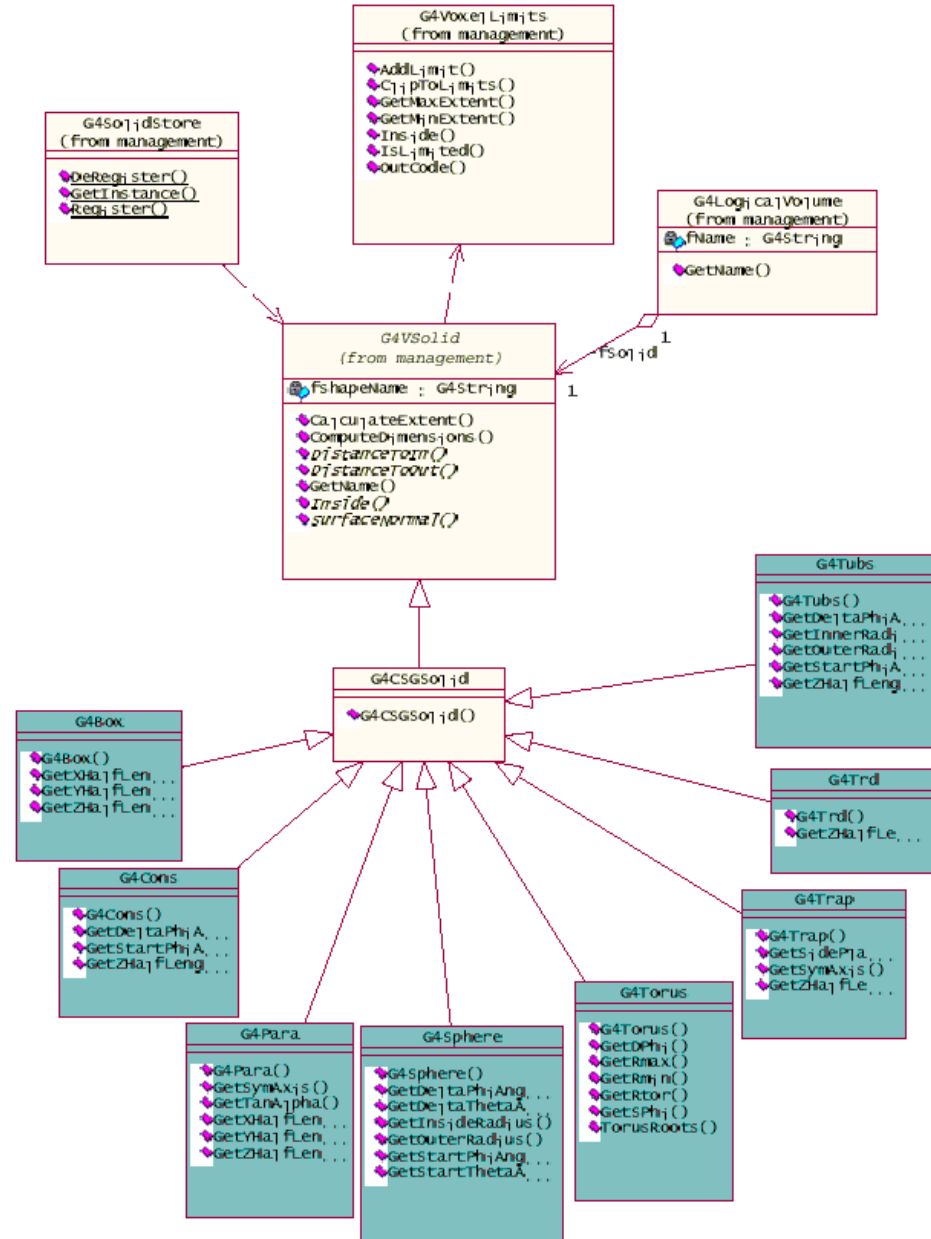 G4VoxelLimits
(from management)
AddLimit()
ClipToLimits()
GetMaxExtent()
GetMinExtent()
Inside()
IsLimited()
OutCode()
G4SolidStore
(from management)
DeRegister()
GetInstance()
Register()
G4LogicalVolume
(from management)
fName : G4String
GetName()
1
-fSolid
1
G4VSolid
(from management)
fshapeName : G4String
CalculateExtent()
ComputeDimensions()
DistanceToIn()
DistanceToOut()
GetName()
Inside()
SurfaceNormal()
G4Tubs
G4Tubs()
GetDeltaPhiA...
GetInnerRadi...
GetOuterRadi...
GetStartPhiA...
GetZHalfLeng...
G4CSGSolid
G4CSGSolid()
G4Box
G4Box()
GetXHalfLen...
GetYHalfLen...
GetZHalfLen...
G4Trd
G4Trd()
GetZHalfLe...
G4Cons
G4Cons()
GetDeltaPhiA...
GetStartPhiA...
GetZHalfLeng...
G4Trap
G4Trap()
GetSidePla...
GetSymAxis()
GetZHalfLe...
G4Para
G4Para()
GetSymAxis()
GetTanAlpha()
GetXHalfLen...
GetYHalfLen...
GetZHalfLen...
G4Sphere
G4Sphere()
GetDeltaPhiAng...
GetDeltaThetaA...
GetInsideRadius()
GetOuterRadius()
GetStartPhiAng...
GetStartThetaA...
G4Torus
G4Torus()
GetDPhi()
GetRmax()
GetRmin()
GetRtor()
GetSPhi()
TorusRoots()